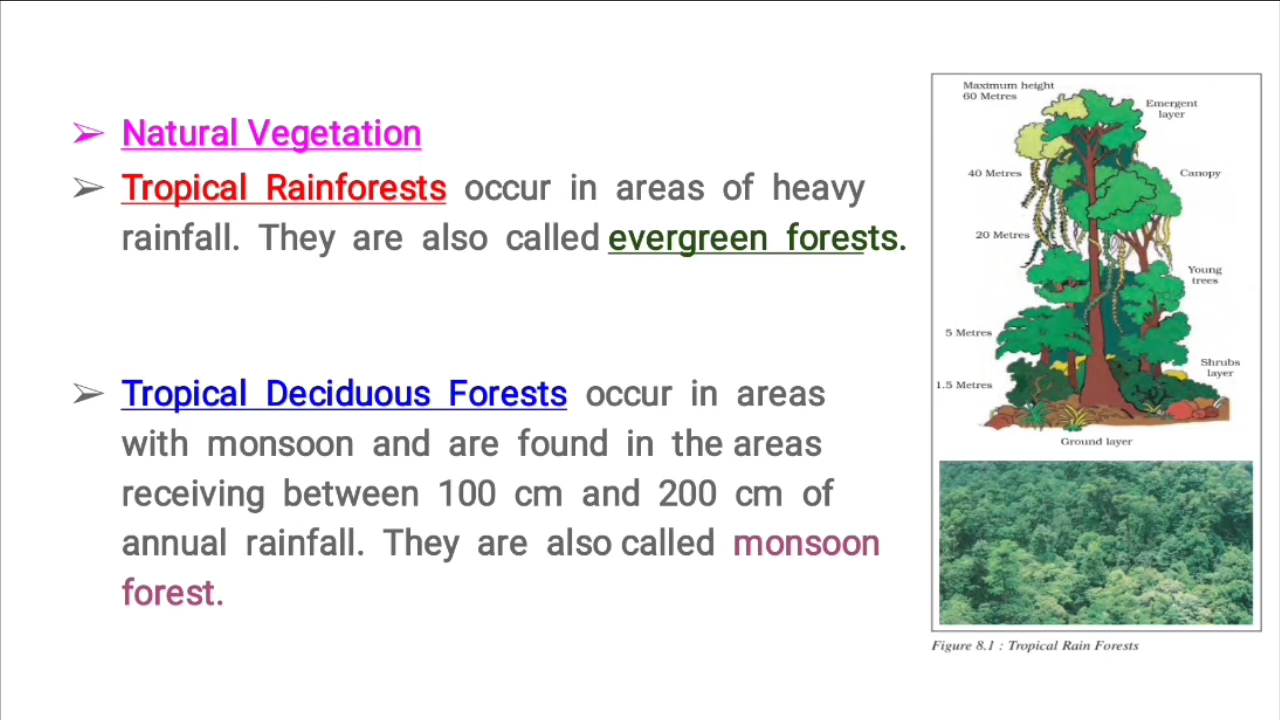 ➢ Natural Vegetation
➢ Tropical Rainforests occur in areas of heavy
rainfall. They are also called evergreen forests.
➢ Tropical Deciduous Forests occur in areas
with monsoon and are found in the areas
receiving between 100 cm and 200 cm of
annual rainfall. They are also called monsoon
forest.
Maximum height
60 Metres
Emergent
layer
40 Metres
Canopy
20 Metres
Young
trees
5 Metres
Shrubs
layer
1.5 Metres
Ground layer
Figure 8.1 : Tropical Rain Forests